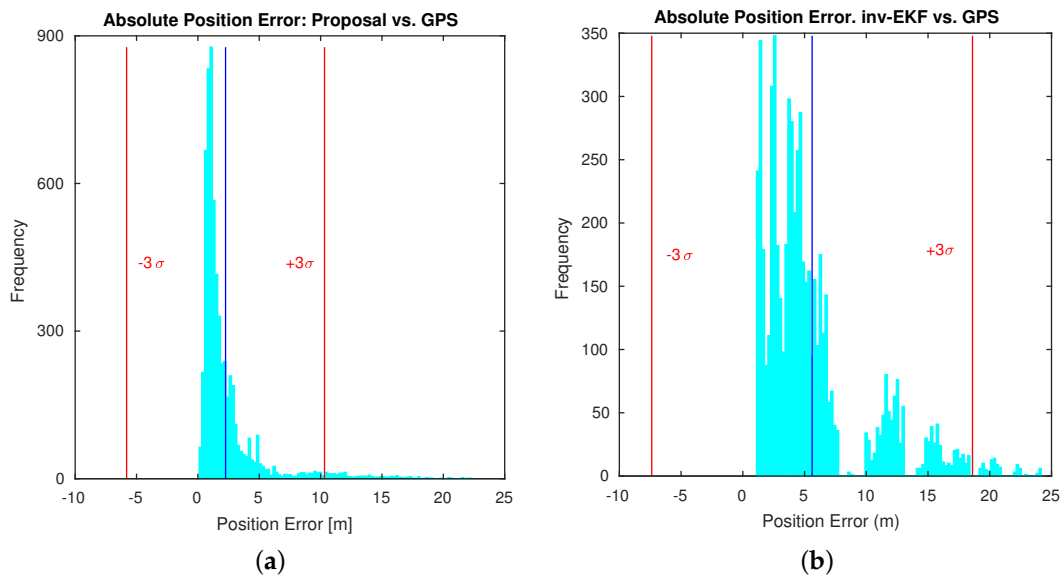 Absolute Position Error: Proposal vs. GPS
900
600
300
0
Frequency
-3 σ
+3σ
-10 -5 0 5 10 15 20 25
Position Error [m]
(a)
Absolute Position Error. inv-EKF vs. GPS
350
300
250
200
150
100
50
0
Frequency
-3 σ
+3σ
-10 -5 0 5 10 15 20 25
Position Error (m)
(b)